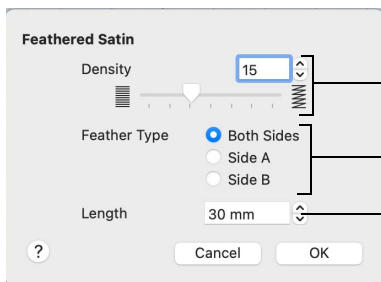 Feathered Satin
Density 15
Feather Type Both Sides
Side A
Side B
Length 30 mm
? Cancel OK